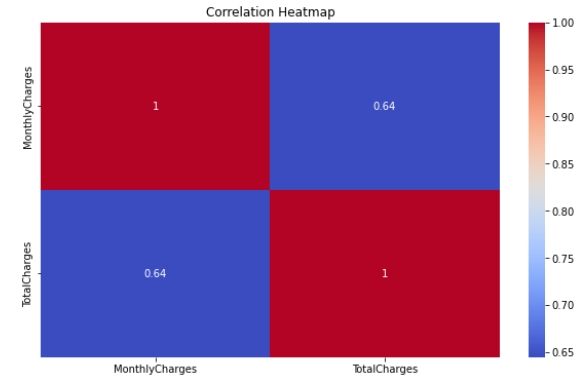 Correlation Heatmap
MonthlyCharges
1
0.64
TotalCharges
0.64
1
MonthlyCharges
TotalCharges
1.00
0.95
0.90
0.85
0.80
0.75
0.70
0.65